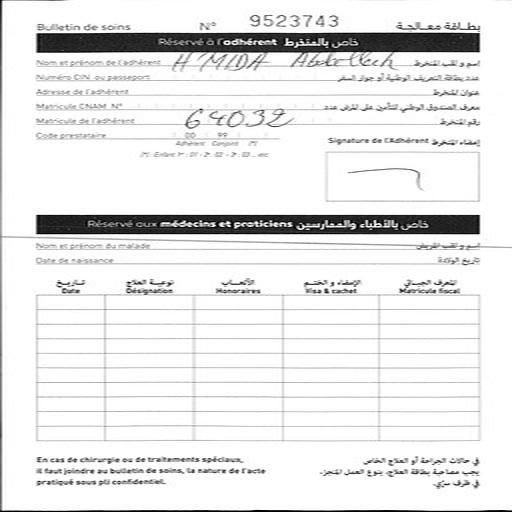 Bulletin de soins N° 9523743 بطاقة معالجة
Réservé à l'adhérent خاص بالمنخرط
Nom et prénom de l'adhérent HMIDA Abdellech اسم و لقب المنخرط
Numéro CIN ou passeport عدد بطاقة التعريف الوطنية أو جواز السفر
Adresse de l'adhérent عنوان المنخرط
Matricule CNAM N° معرف الصندوق الوطني للتأمين على المرض عدد
Matricule de l'adhérent 64032 رقم المنخرط
Code prestataire 00 99 Signature de l'Adhérent إمضاء المنخرط
Adhérent Conjoint (*)
(*) : Enfant 1er : 01 - 2e : 02 - 3e : 03 ... etc
Réservé aux médecins et praticiens خاص بالأطباء والممارسين
Nom et prénom du malade اسم و لقب المريض
Date de naissance تاريخ الولادة
تاريخ نوعية العلاج الأتعاب الإمضاء و الختم المعرف الجبائي
Date Désignation Honoraires Visa & cachet Matricule fiscal
En cas de chirurgie ou de traitements spéciaux, في حالات الجراحة أو العلاج الخاص
il faut joindre au bulletin de soins, la nature de l'acte يجب مصاحبة بطاقة العلاج، بنوع العمل المنجز،
pratiqué sous pli confidentiel. في ظرف سري.